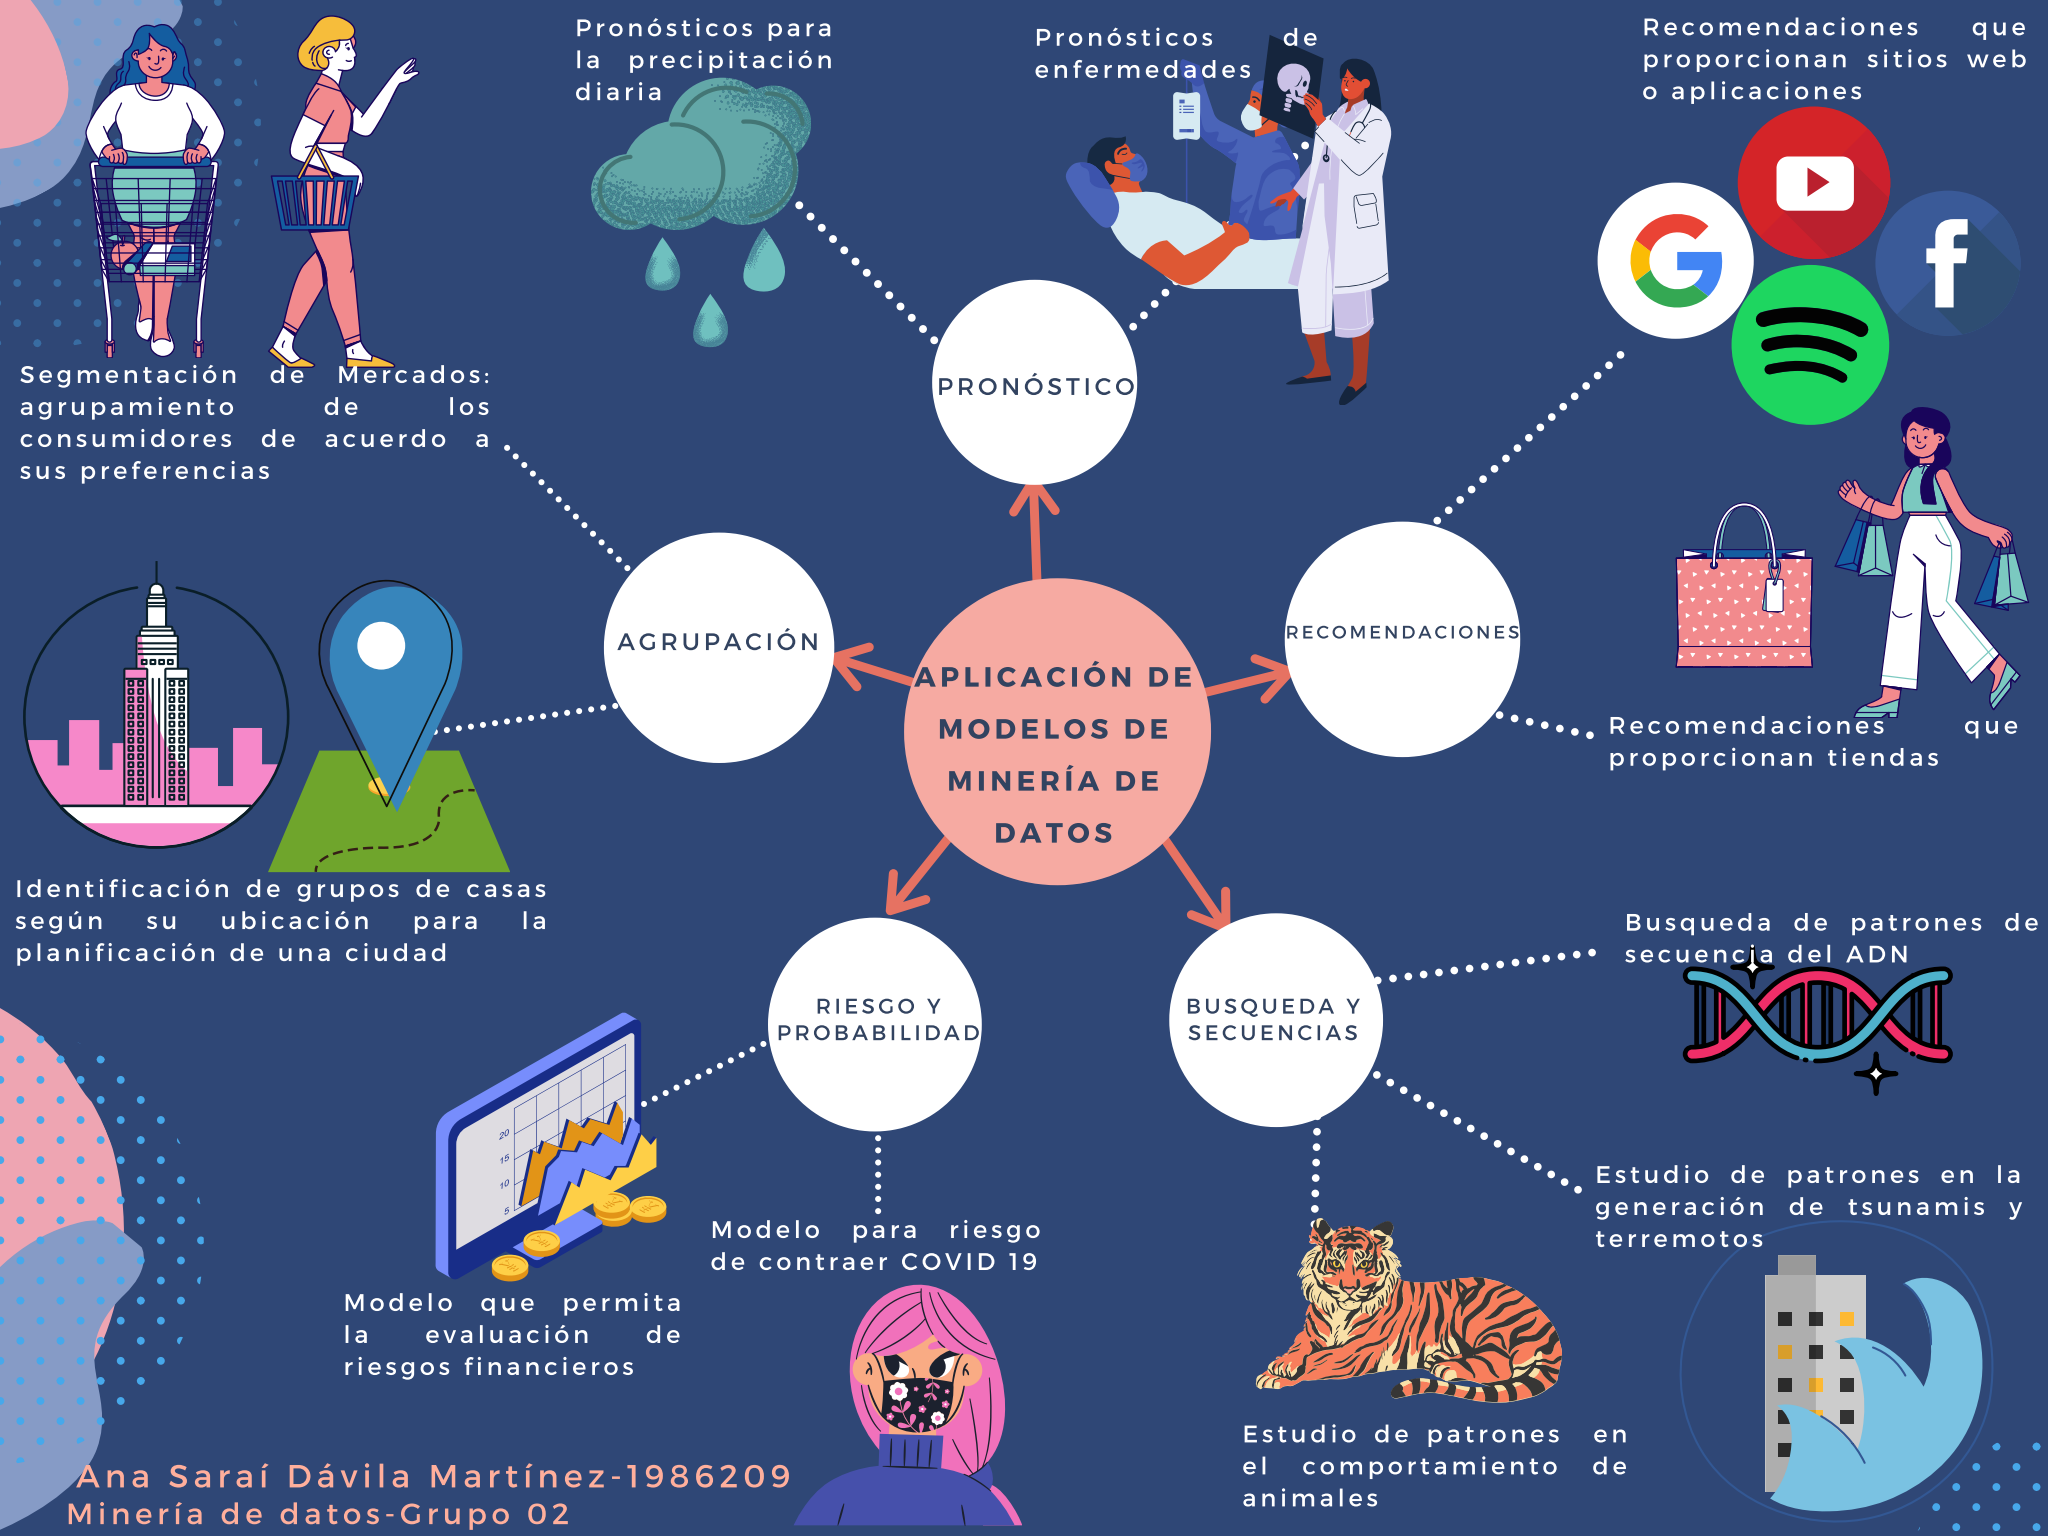 Pronósticos para
la precipitación
diaria
Pronósticos de
enfermedades
Recomendaciones que
proporcionan sitios web
o aplicaciones
Segmentación de Mercados:
agrupamiento de los
consumidores de acuerdo a
sus preferencias
PRONÓSTICO
AGRUPACIÓN
RECOMENDACIONES
APLICACIÓN DE
MODELOS DE
MINERÍA DE
DATOS
Recomendaciones que
proporcionan tiendas
Identificación de grupos de casas
según su ubicación para la
planificación de una ciudad
RIESGO Y
PROBABILIDAD
BUSQUEDA Y
SECUENCIAS
Busqueda de patrones de
secuencia del ADN
20
15
10
5
Modelo que permita
la evaluación de
riesgos financieros
Modelo para riesgo
de contraer COVID 19
Estudio de patrones en la
generación de tsunamis y
terremotos
Estudio de patrones en
el comportamiento de
animales
Ana Saraí Dávila Martínez-1986209
Minería de datos-Grupo 02